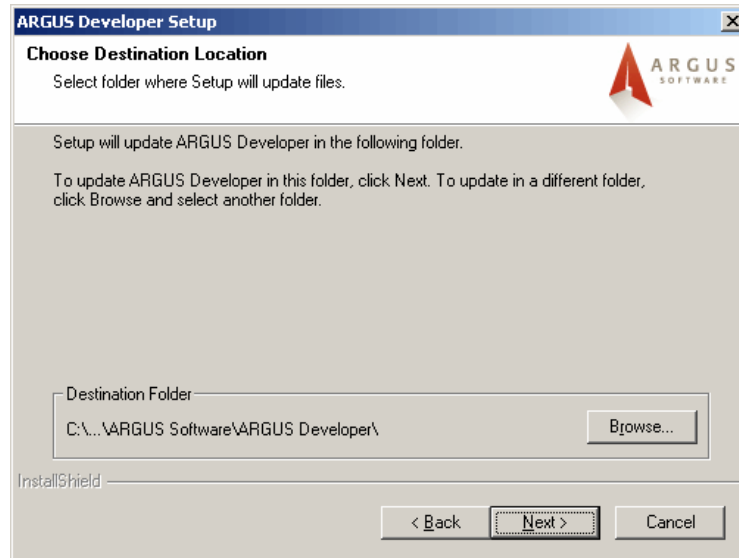 ARGUS Developer Setup
Choose Destination Location
Select folder where Setup will update files.
ARGUS
SOFTWARE
Setup will update ARGUS Developer in the following folder.
To update ARGUS Developer in this folder, click Next. To update in a different folder,
click Browse and select another folder.
Destination Folder
C:\...\ARGUS Software\ARGUS Developer\
Browse...
InstallShield
< Back
Next >
Cancel